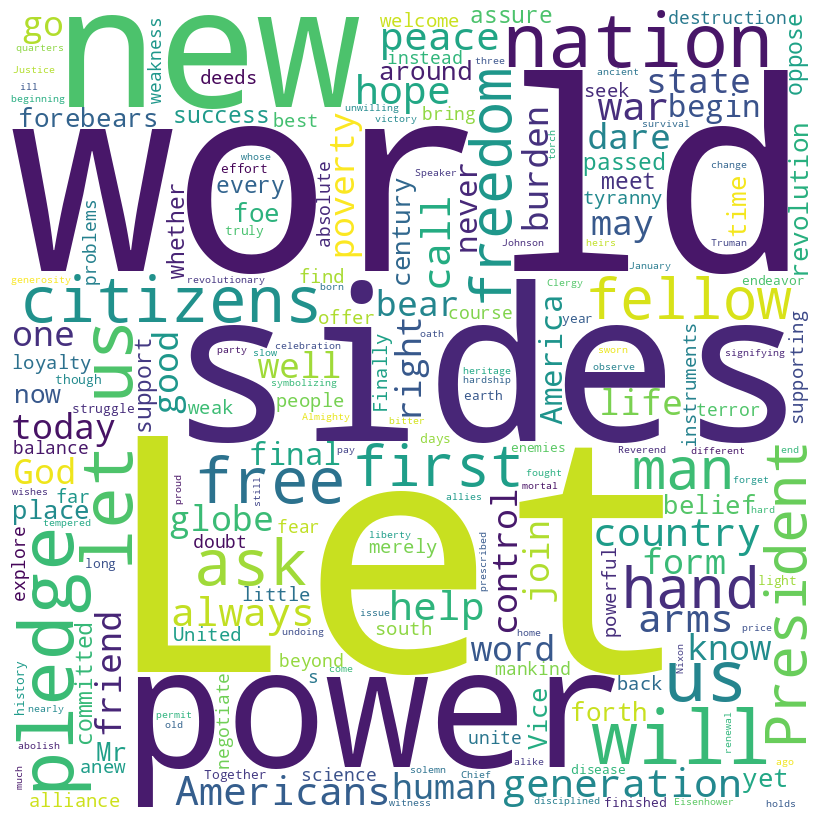 new
world
sides
Let
power
nation
citizens
fellow
freedom
pledge
let us
President
will
us
free
first
ask
hand
man
generation
Americans
human
country
go
quarters
Justice
ill
beginning
weakness
deeds
forebears
success
best
welcome
peace
instead
hope
around
bring
assure
three
ancient
unwilling
victory
destruction
state
seek
war
begin
survival
oppose
dare
passed
tyranny
meet
may
change
time
Truman
torch
burden
never
Speaker
Johnson
heirs
January
revolution
whose
effort
every
foe
truly
absolute
poverty
century
call
whether
problems
generosity
revolutionary
find
born
offer
bear
course
Clergy
year
endeavor
one
loyalty
though
now
struggle
today
balance
God
wishes
far
tempered
place
long
explore
support
good
party
celebration
oath
slow
well
symbolizing
weak
people
Almighty
Finally
bitter
right
heritage
hardship
earth
America
sworn
observe
life
signifying
instruments
terror
supporting
final
pay
days
enemies
Reverend
different
end
fought
mortal
allies
forget
hard
belief
globe
proud
still
fear
doubt
liberty
merely
prescribed
control
join
powerful
form
light
little
always
issue
help
arms
price
United
undoing
south
home
word
Nixon
know
friend
committed
history
nearly
beyond
s
come
mankind
back
Vice
renewal
permit
old
negotiate
unite
forth
Mr
anew
abolish
much
alliance
Together
science
solemn
Chief
alike
disease
yet
ago
witness
disciplined
finished
Eisenhower
holds